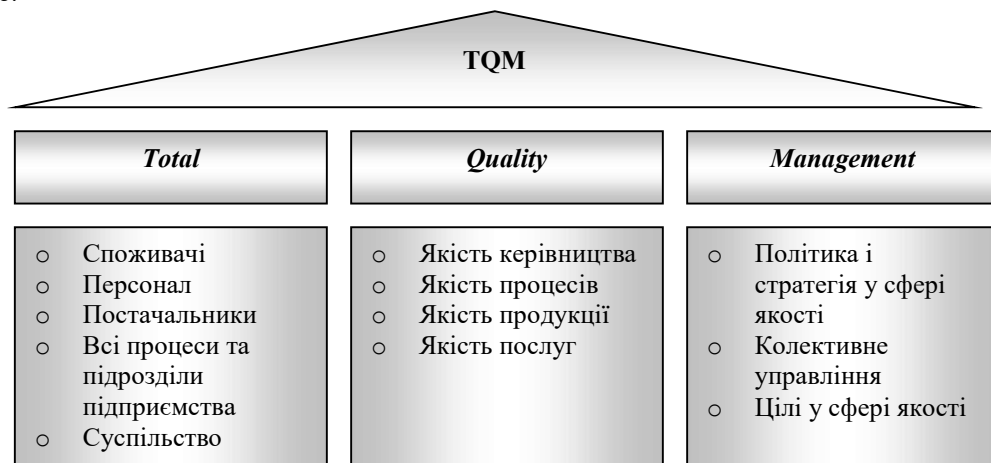 TQM
Total
Quality
Management
o Споживачі
o Персонал
o Постачальники
o Всі процеси та
підрозділи
підприємства
o Суспільство
o Якість керівництва
o Якість процесів
o Якість продукції
o Якість послуг
o Політика і
стратегія у сфері
якості
o Колективне
управління
o Цілі у сфері якості